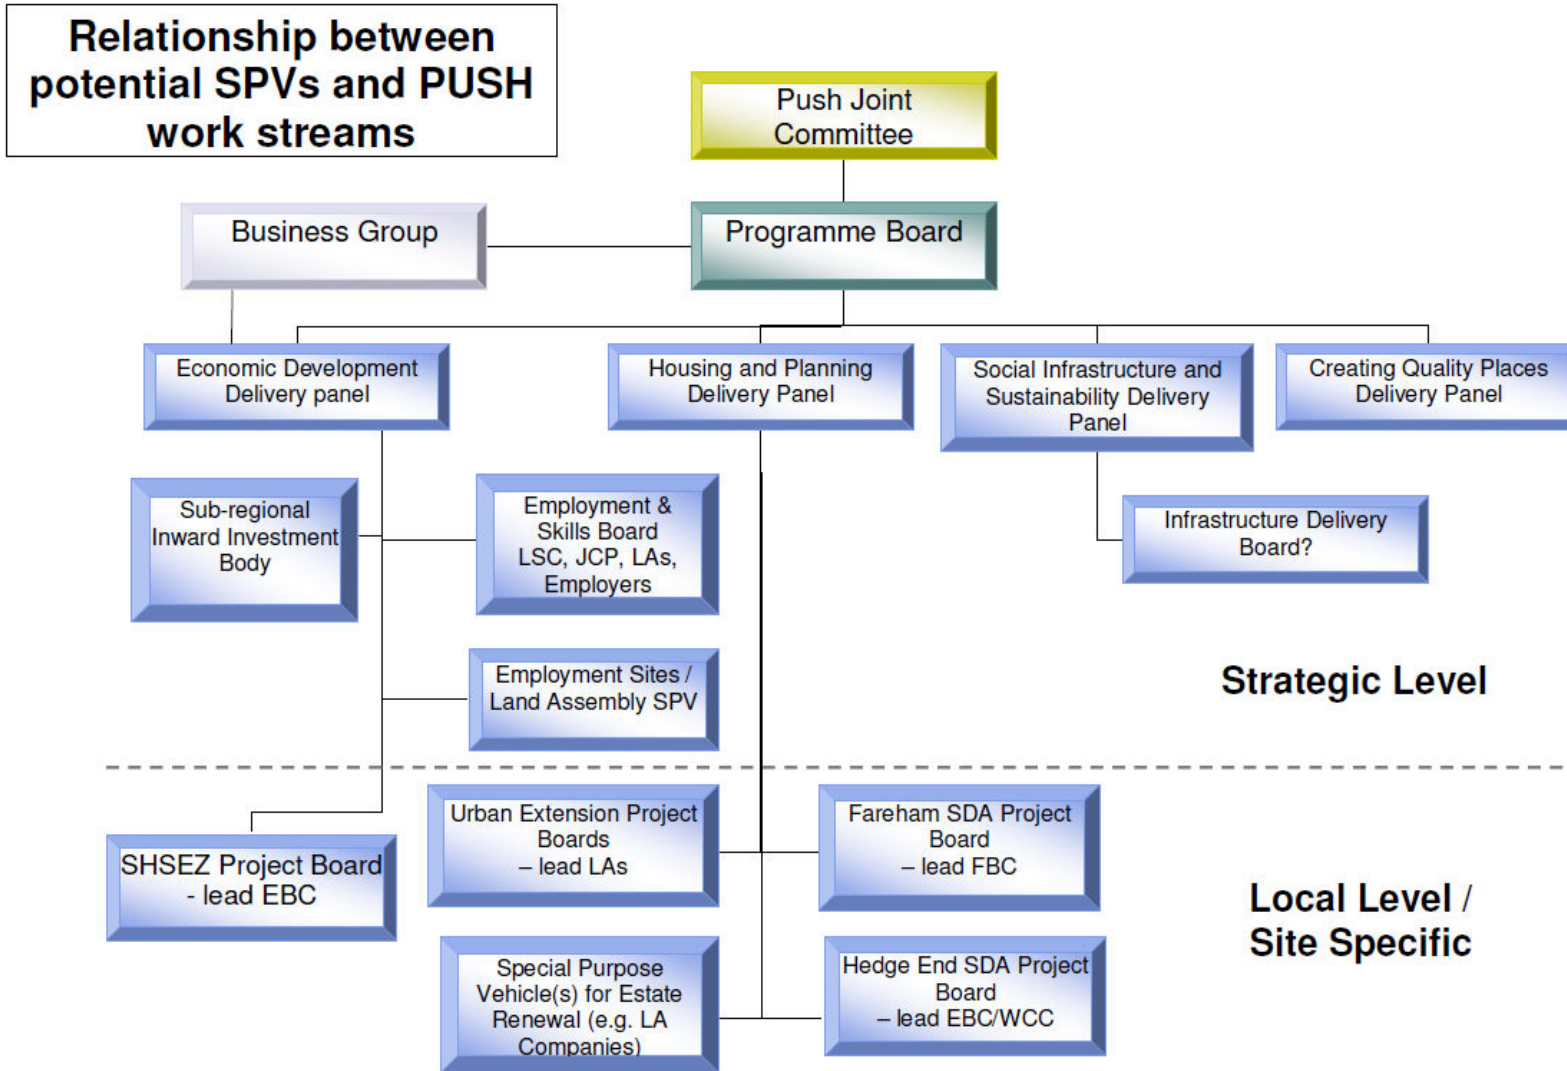 Relationship between
potential SPVs and PUSH
work streams
Push Joint
Committee
Business Group
Programme Board
Economic Development
Delivery panel
Housing and Planning
Delivery Panel
Social Infrastructure and
Sustainability Delivery
Panel
Creating Quality Places
Delivery Panel
Sub-regional
Inward Investment
Body
Employment &
Skills Board
LSC, JCP, LAs,
Employers
Infrastructure Delivery
Board?
Employment Sites /
Land Assembly SPV
Strategic Level
Urban Extension Project
Boards
– lead LAs
Fareham SDA Project
Board
– lead FBC
SHSEZ Project Board
- lead EBC
Local Level /
Site Specific
Special Purpose
Vehicle(s) for Estate
Renewal (e.g. LA
Companies)
Hedge End SDA Project
Board
– lead EBC/WCC